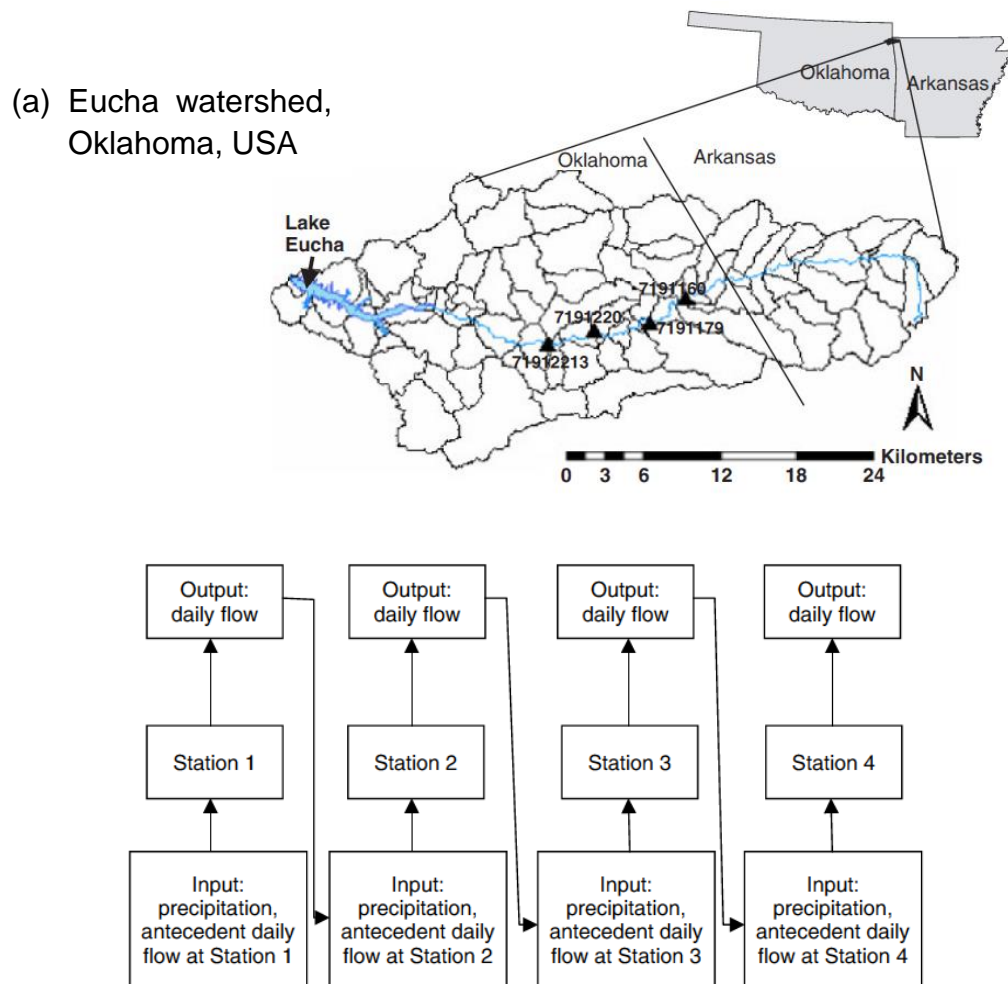 (a) Eucha watershed,
Oklahoma, USA
Oklahoma
Arkansas
Oklahoma
Arkansas
Lake
Eucha
7191160
7191220
7191179
71912213
N
Kilometers
0 3 6 12 18 24
Output:
daily flow
Output:
daily flow
Output:
daily flow
Output:
daily flow
Station 1
Station 2
Station 3
Station 4
Input:
precipitation,
antecedent daily
flow at Station 1
Input:
precipitation,
antecedent daily
flow at Station 2
Input:
precipitation,
antecedent daily
flow at Station 3
Input:
precipitation,
antecedent daily
flow at Station 4